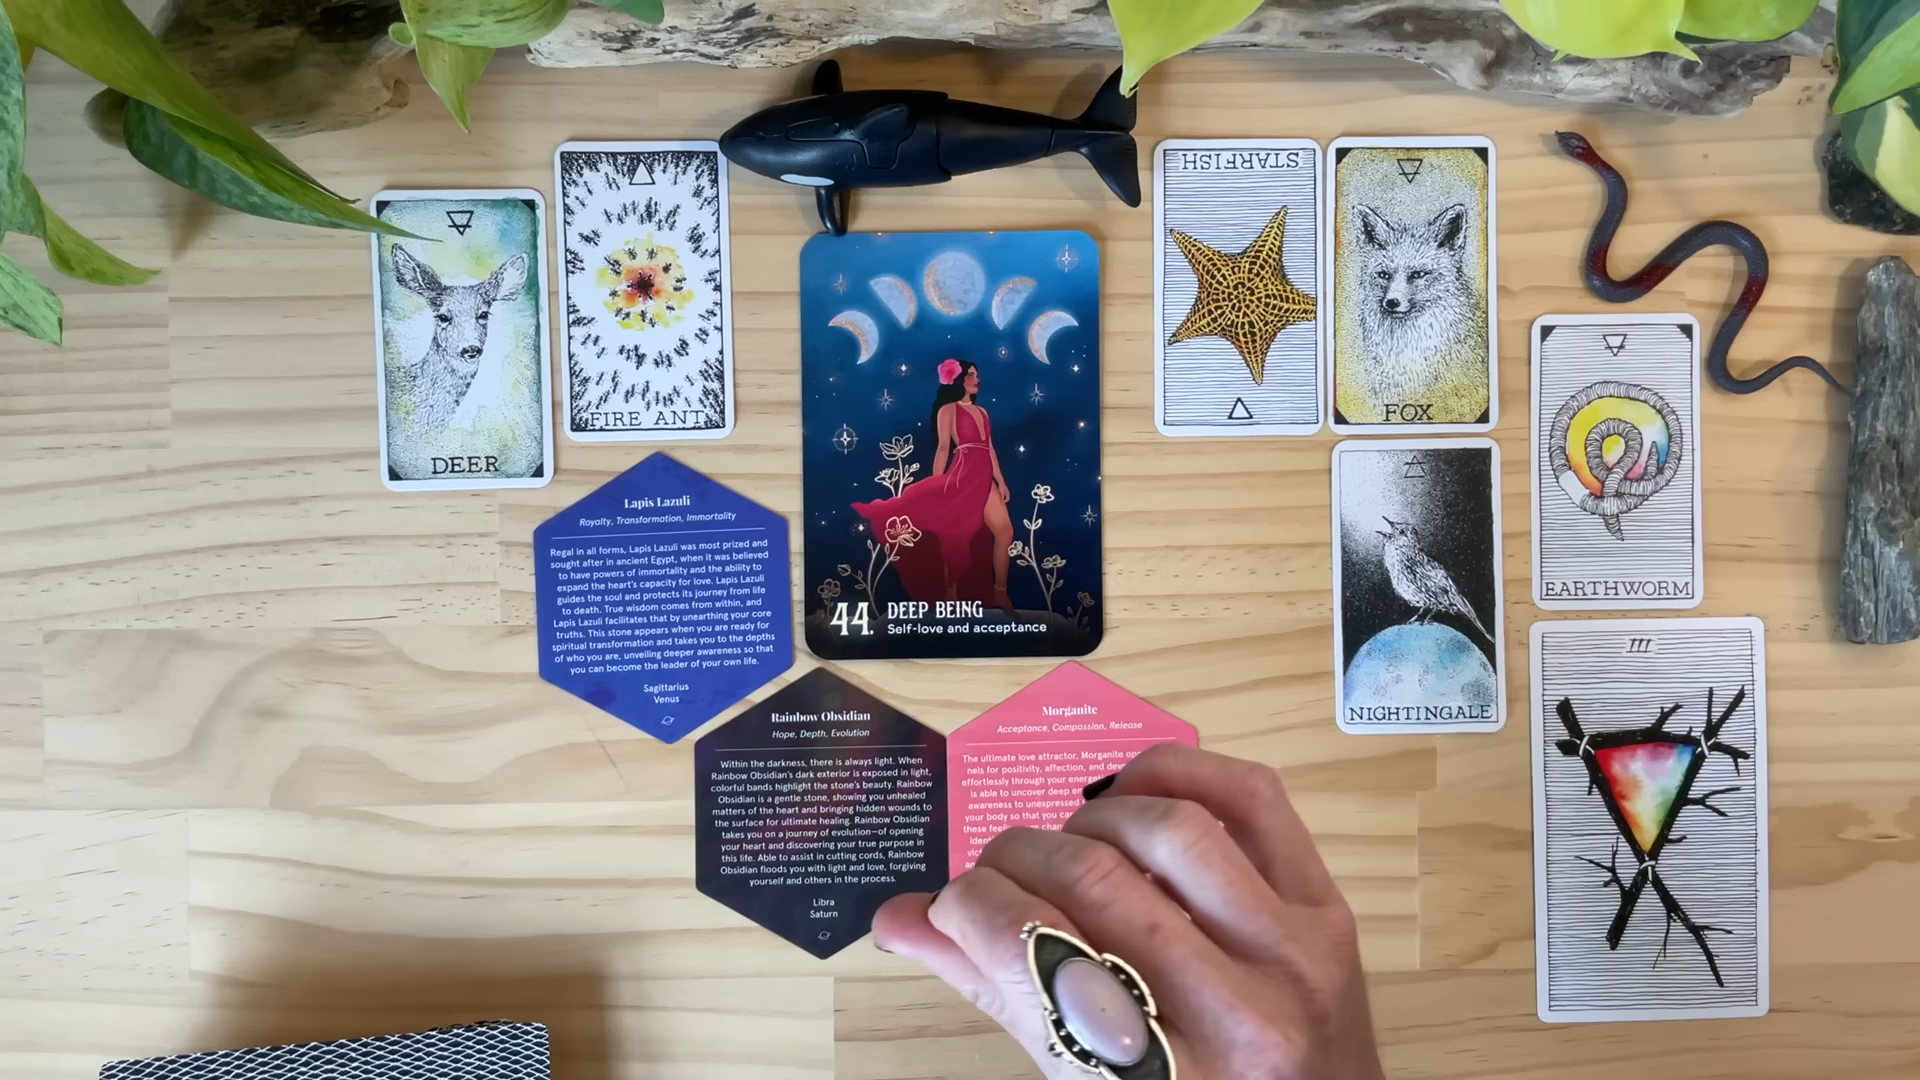 DEER
FIRE ANT
STARFISH
FOX
EARTHWORM
NIGHTINGALE
III
44. DEEP BEING
Self-love and acceptance
Lapis Lazuli
Royalty, Transformation, Immortality
Regal in all forms, Lapis Lazuli was most prized and
sought after in ancient Egypt, when it was believed
to have powers of immortality and the ability to
expand the heart's capacity for love. Lapis Lazuli
guides the soul and protects its journey from life
to death. True wisdom comes from within, and
Lapis Lazuli facilitates that by unearthing your core
truths. This stone appears when you are ready for
spiritual transformation and takes you to the depths
of who you are, unveiling deeper awareness so that
you can become the leader of your own life.
Sagittarius
Venus
Rainbow Obsidian
Hope, Depth, Evolution
Within the darkness, there is always light. When
Rainbow Obsidian's dark exterior is exposed in light,
colorful bands highlight the stone's beauty. Rainbow
Obsidian is a gentle stone, showing you unhealed
matters of the heart and bringing hidden wounds to
the surface for ultimate healing. Rainbow Obsidian
takes you on a journey of evolution—of opening
your heart and discovering your true purpose in
this life. Able to assist in cutting cords, Rainbow
Obsidian floods you with light and love, forgiving
yourself and others in the process.
Libra
Saturn
Morganite
Acceptance, Compassion, Release
The ultimate love attractor, Morganite
for positivity, affection, and
effortlessly through your
is able to uncover deep
awareness to unexpressed
your body so that you
these